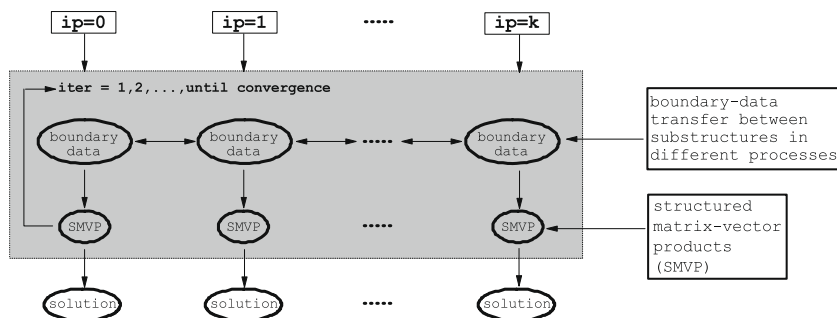 ip=0 ip=1 ip=k
iter = 1,2,...,until convergence
boundary
data
boundary
data
boundary
data
boundary-data
transfer between
substructures in
different processes
SMVP
SMVP
SMVP
structured
matrix-vector
products
(SMVP)
solution
solution
solution